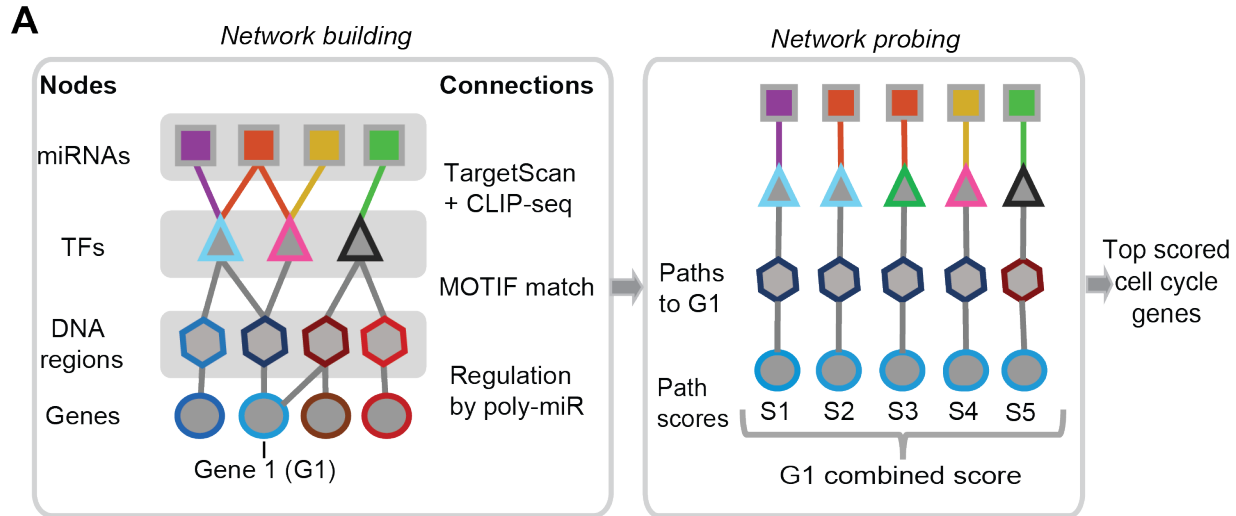 A
Network building
Nodes
Connections
miRNAs
TargetScan
+ CLIP-seq
TFs
MOTIF match
DNA
regions
Regulation
by poly-miR
Genes
Gene 1 (G1)
Network probing
Paths
to G1
Path
scores
S1 S2 S3 S4 S5
G1 combined score
Top scored
cell cycle
genes